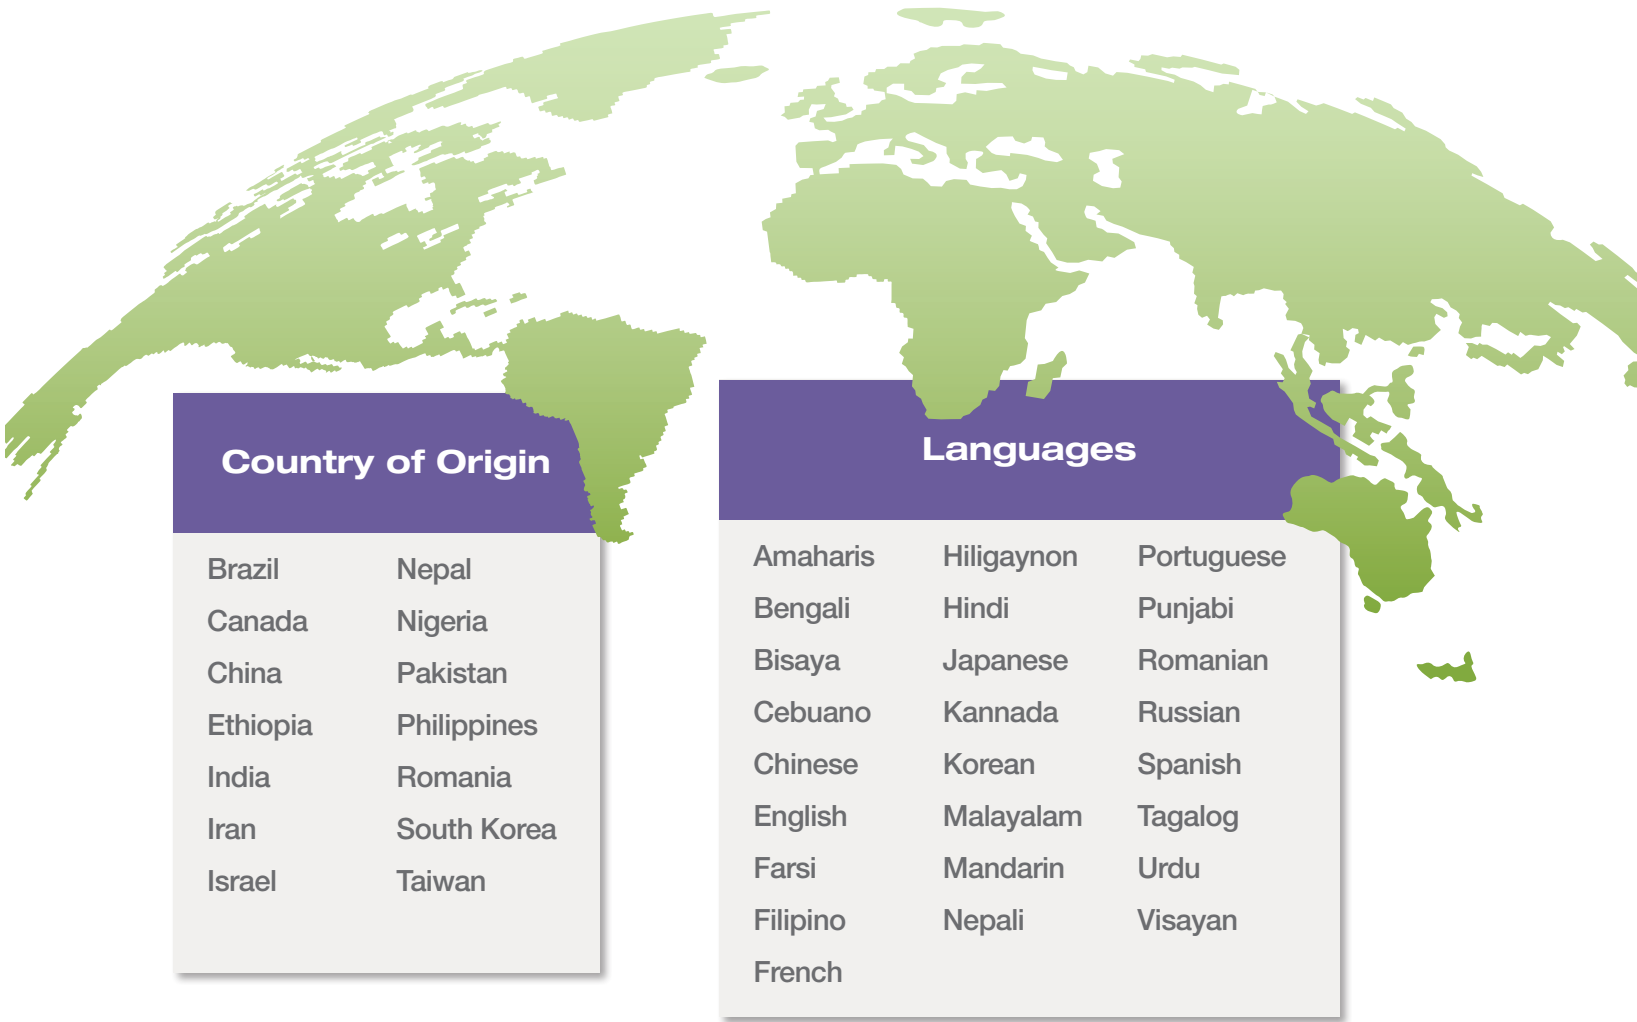 Country of Origin
Brazil
Canada
China
Ethiopia
India
Iran
Israel
Nepal
Nigeria
Pakistan
Philippines
Romania
South Korea
Taiwan
Languages
Amaharis
Bengali
Bisaya
Cebuano
Chinese
English
Farsi
Filipino
French
Hiligaynon
Hindi
Japanese
Kannada
Korean
Malayalam
Mandarin
Nepali
Portuguese
Punjabi
Romanian
Russian
Spanish
Tagalog
Urdu
Visayan